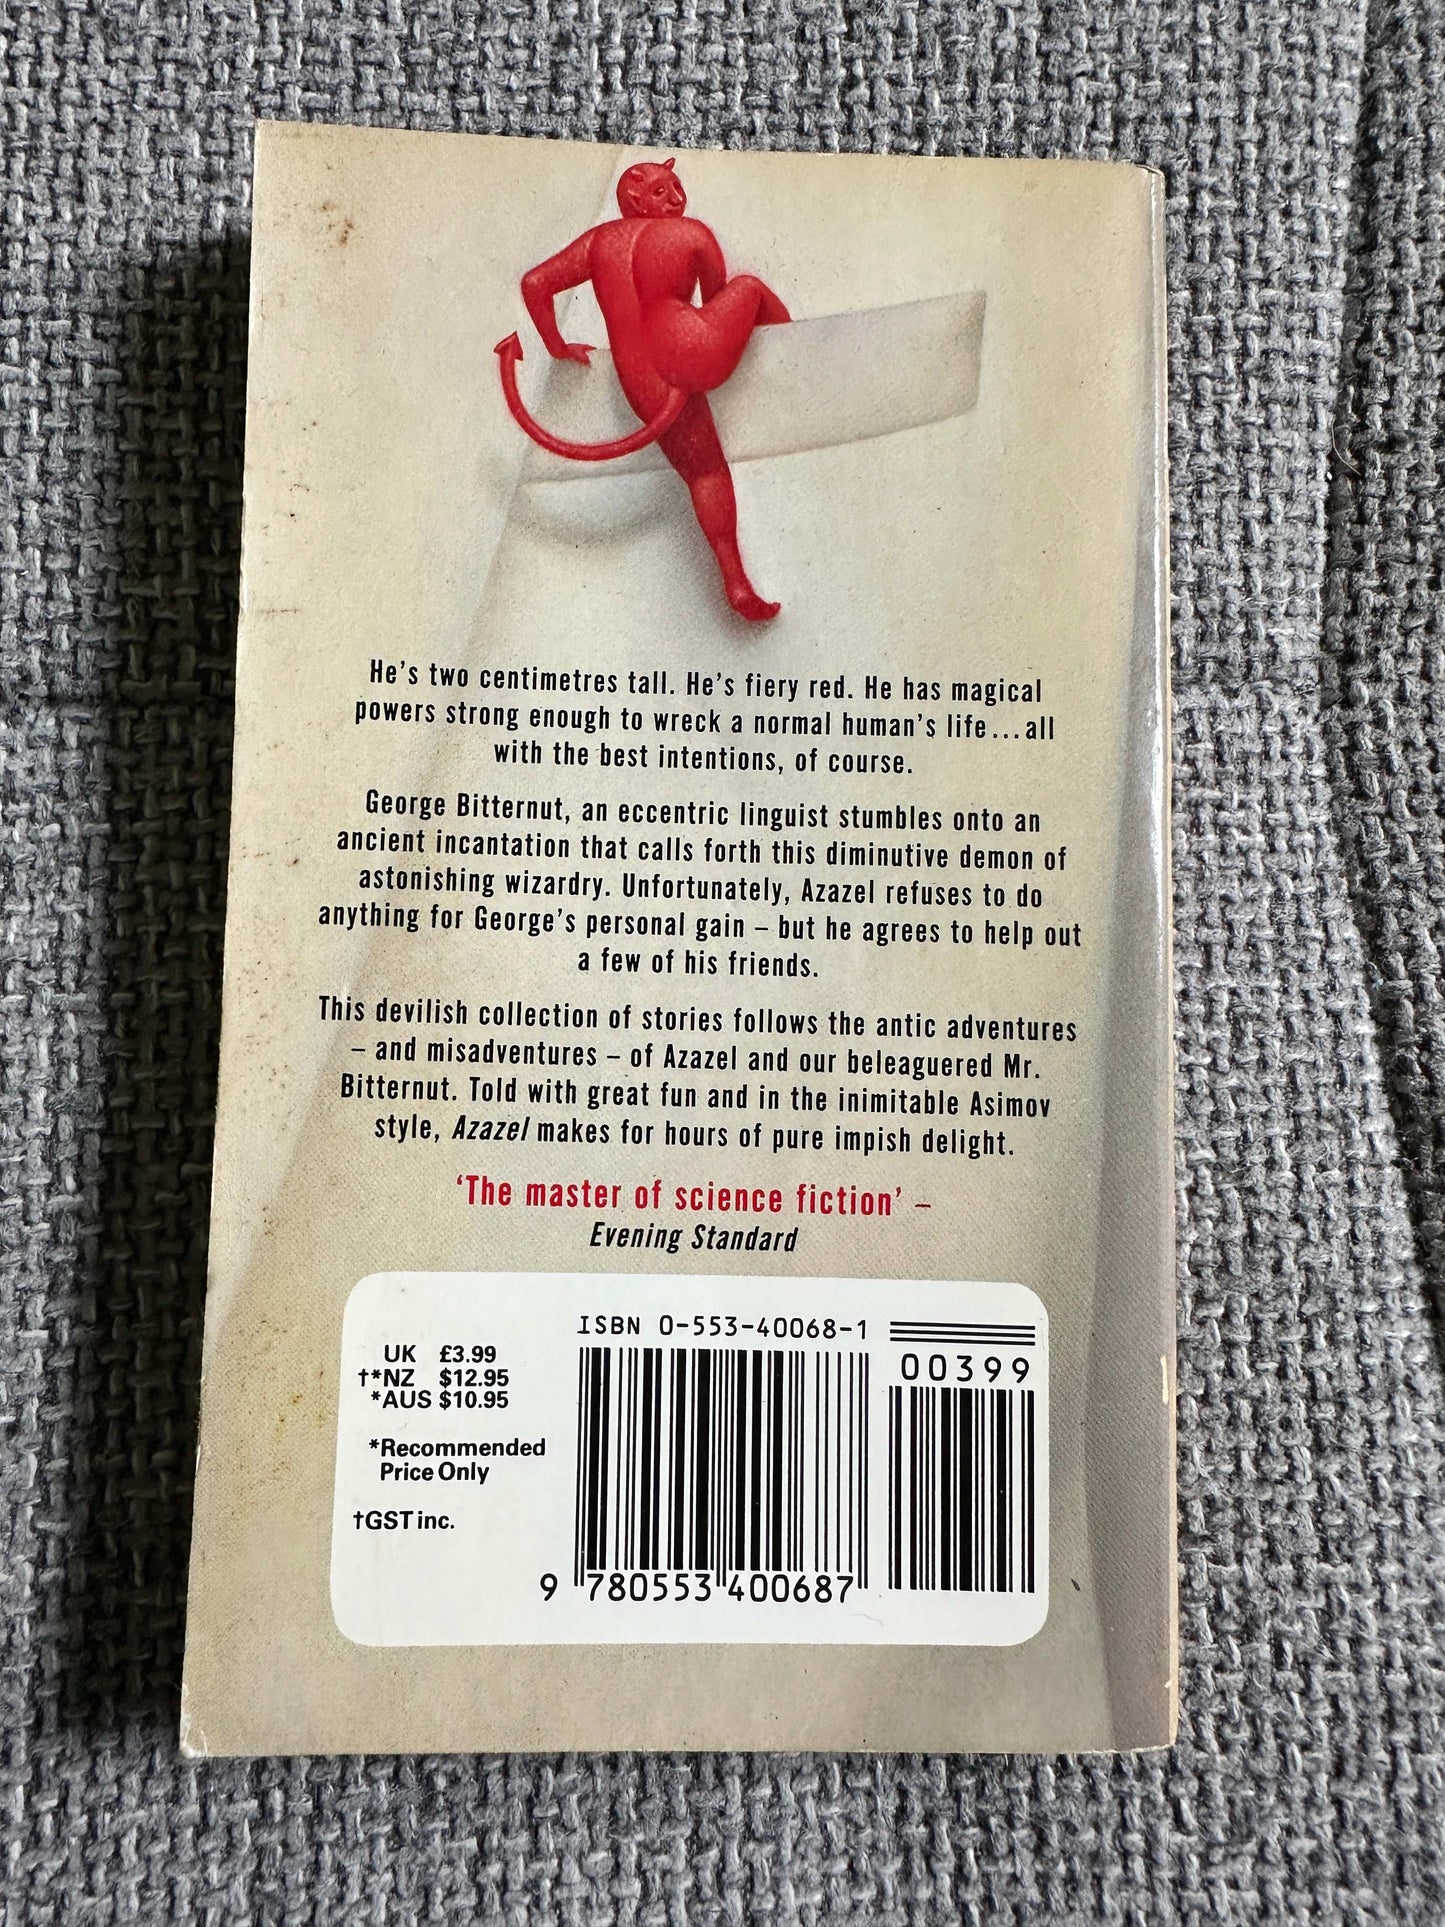 He's two centimetres tall. He's fiery red. He has magical
powers strong enough to wreck a normal human's life...all
with the best intentions, of course.
George Bitternut, an eccentric linguist stumbles onto an
ancient incantation that calls forth this diminutive demon of
astonishing wizardry. Unfortunately, Azazel refuses to do
anything for George's personal gain – but he agrees to help out
a few of his friends.
This devilish collection of stories follows the antic adventures
– and misadventures – of Azazel and our beleaguered Mr.
Bitternut. Told with great fun and in the inimitable Asimov
style, Azazel makes for hours of pure impish delight.
'The master of science fiction' –
Evening Standard
UK £3.99
†*NZ $12.95
*AUS $10.95
*Recommended
Price Only
†GST inc.
ISBN 0-553-40068-1
00399
9 780553 400687